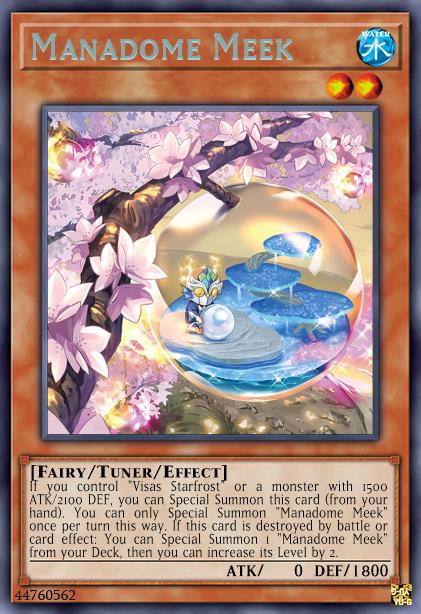 MANADOME MEEK
WATER
水
[FAIRY/TUNER/EFFECT]
If you control "Visas Starfrost" or a monster with 1500
ATK/2100 DEF, you can Special Summon this card (from your
hand). You can only Special Summon "Manadome Meek"
once per turn this way. If this card is destroyed by battle or
card effect: You can Special Summon 1 "Manadome Meek"
from your Deck, then you can increase its Level by 2.
ATK/ 0 DEF/1800
44760562